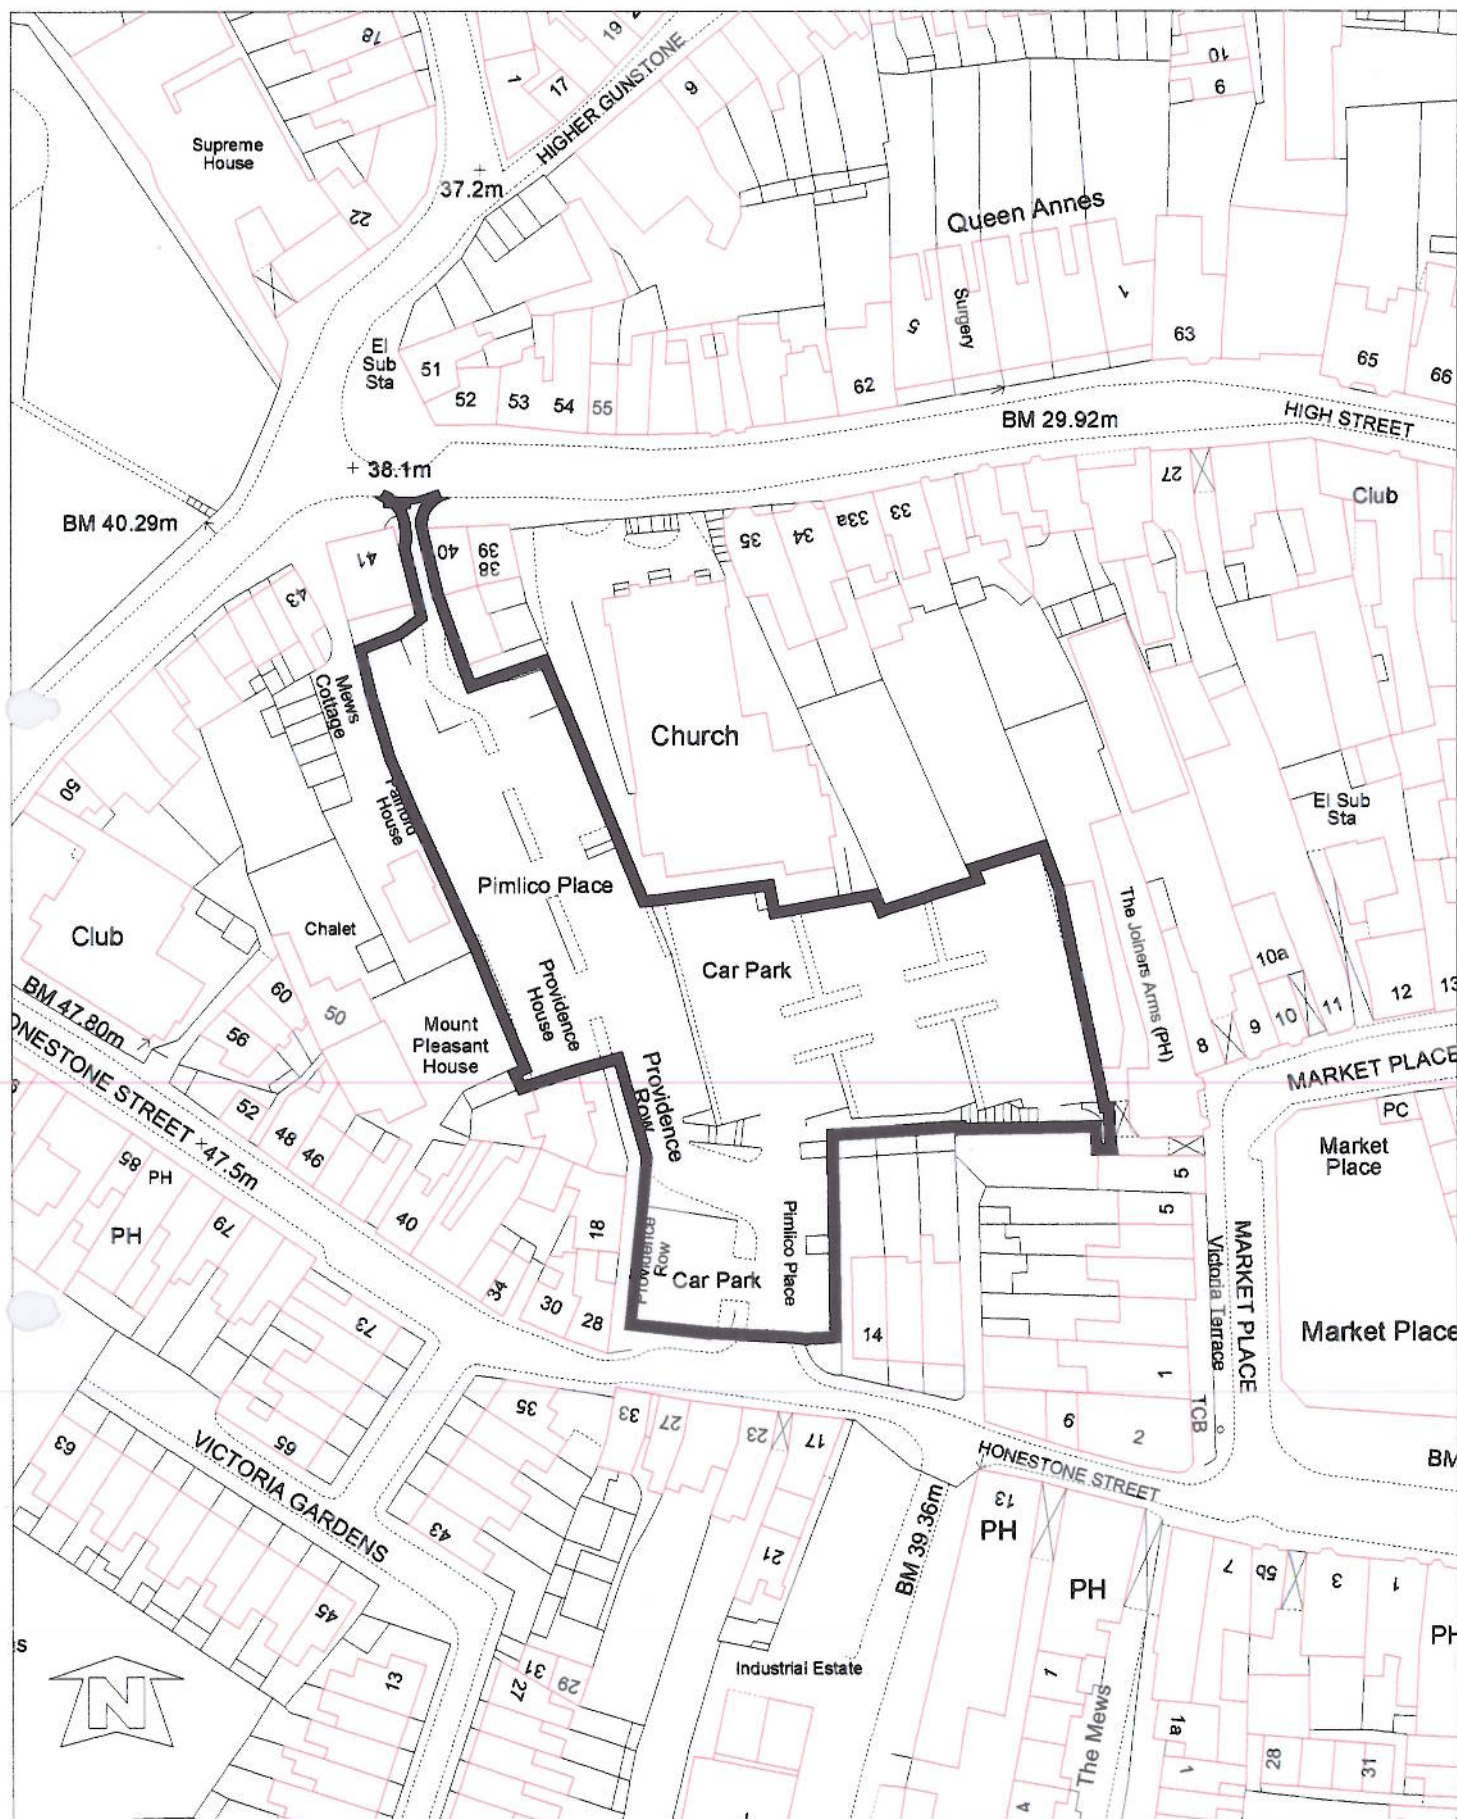 18
1
17
19
6
HIGHER GUNSTONE
10
9
Supreme
House
22
37.2m
Queen Annes
5
Surgery
1
63
65
66
El
Sub
Sta
51
52
53
54
55
62
BM 29.92m
HIGH STREET
38.1m
BM 40.29m
41
40
39
38
35
34
33a
33
27
Club
43
Mews
Cottage
50
House
Church
El Sub
Sta
Pimlico Place
Club
Chalet
Car Park
The Joiners Arms (PH)
10a
BM 47.80m
60
50
56
Mount
Pleasant
House
Providence
House
Providence
Row
8
9
10
11
12
13
MARKET PLACE
PC
Market
Place
HONESTONE STREET
47.5m
52
48
46
85
PH
PH
79
40
34
30
28
18
Providence
Row
Car Park
Pimlico Place
14
5
5
1
Victoria Terrace
MARKET PLACE
Market Place
TCB
6
2
73
65
63
VICTORIA GARDENS
35
33
27
23
17
43
45
21
BM 39.36m
HONESTONE STREET
BM
13
PH
PH
7
5b
3
1
PH
s
N
13
31
29
27
Industrial Estate
1
The Mews
4
1a
1
28
31